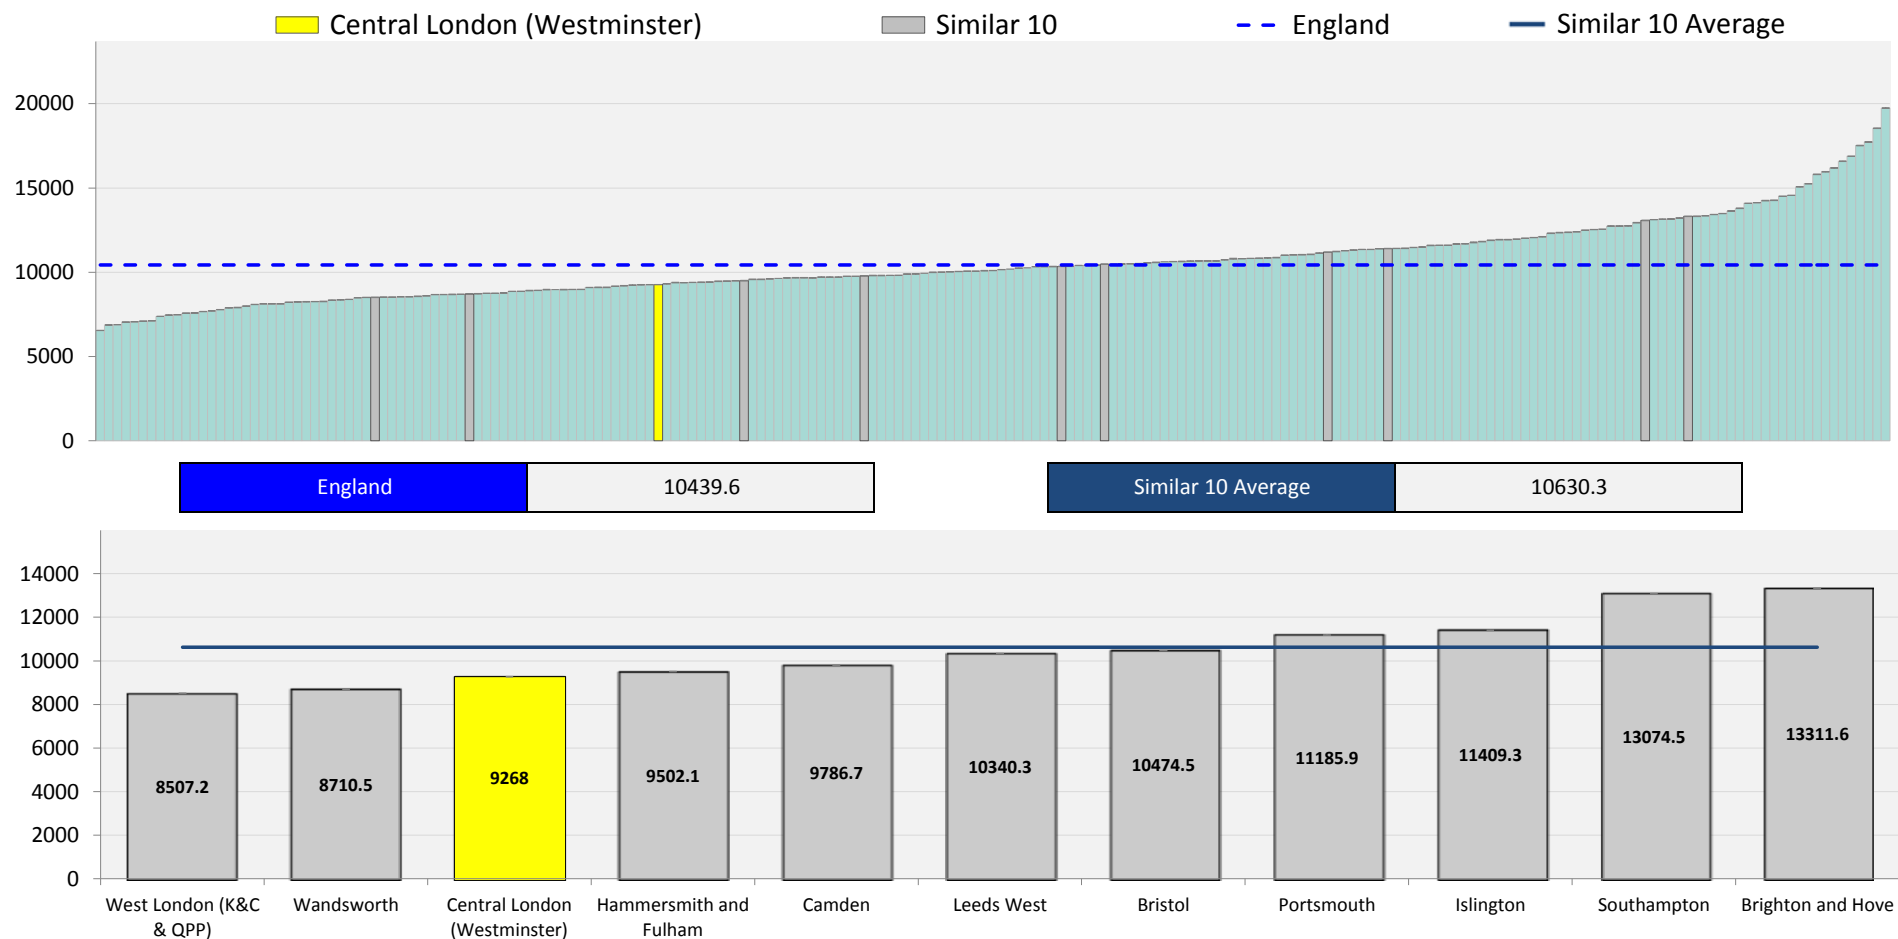 Central London (Westminster) Similar 10 England Similar 10 Average
20000
15000
10000
5000
0
England 10439.6 Similar 10 Average 10630.3
14000
12000
10000
8000
6000
4000
2000
0
8507.2 8710.5 9268 9502.1 9786.7 10340.3 10474.5 11185.9 11409.3 13074.5 13311.6
West London (K&C & QPP)
Wandsworth
Central London (Westminster)
Hammersmith and Fulham
Camden
Leeds West
Bristol
Portsmouth
Islington
Southampton
Brighton and Hove